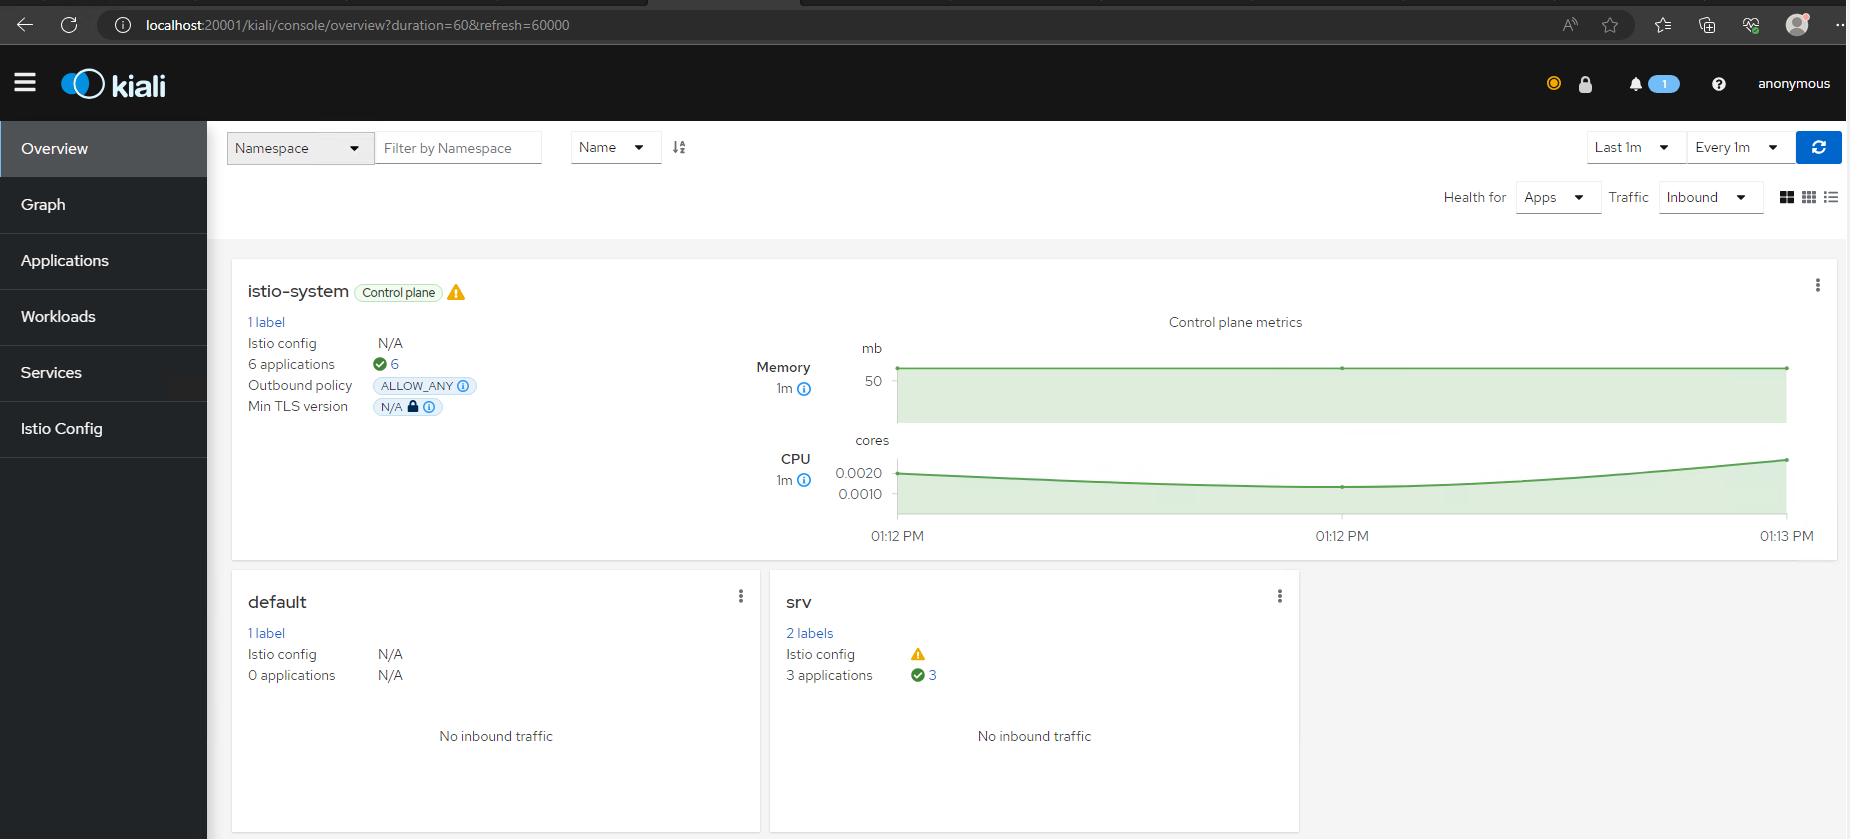 localhost:20001/kiali/console/overview?duration=60&refresh=60000
kiali
1
anonymous
Overview
Graph
Applications
Workloads
Services
Istio Config
Namespace
Filter by Namespace
Name
Last 1m
Every 1m
Health for
Apps
Traffic
Inbound
istio-system Control plane
1 label
Istio config N/A
6 applications 6
Outbound policy ALLOW_ANY
Min TLS version N/A
Control plane metrics
mb
Memory
1m
50
cores
CPU
1m
0.0020
0.0010
01:12 PM 01:12 PM 01:13 PM
default
1 label
Istio config N/A
0 applications N/A
No inbound traffic
srv
2 labels
Istio config
3 applications 3
No inbound traffic